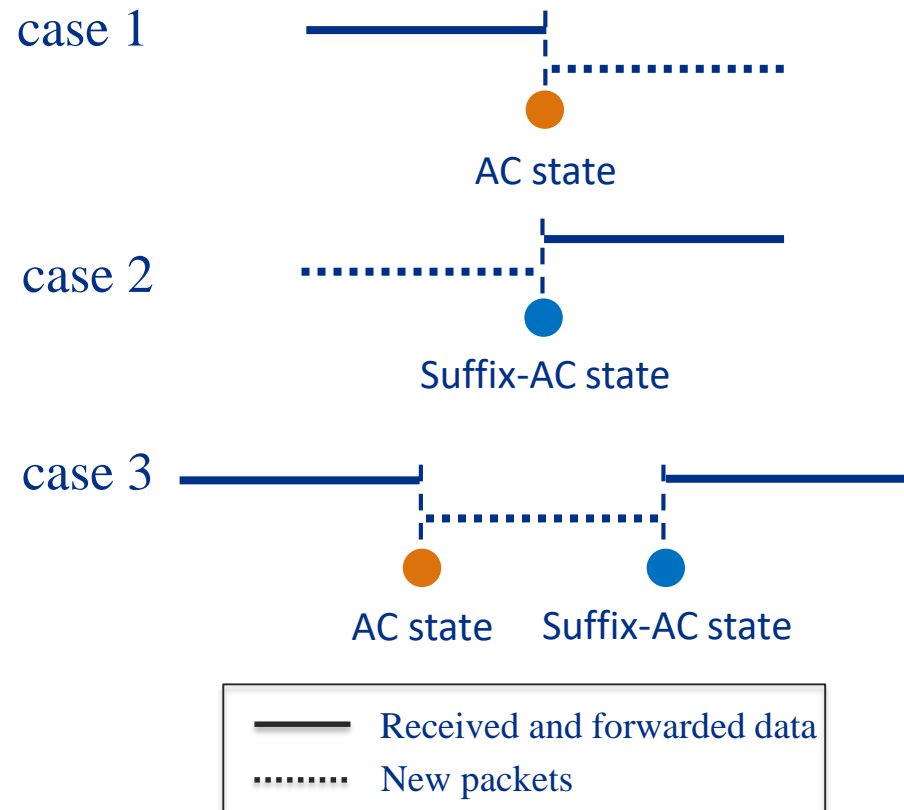 case 1
AC state
case 2
Suffix-AC state
case 3
AC state
Suffix-AC state
Received and forwarded data
New packets